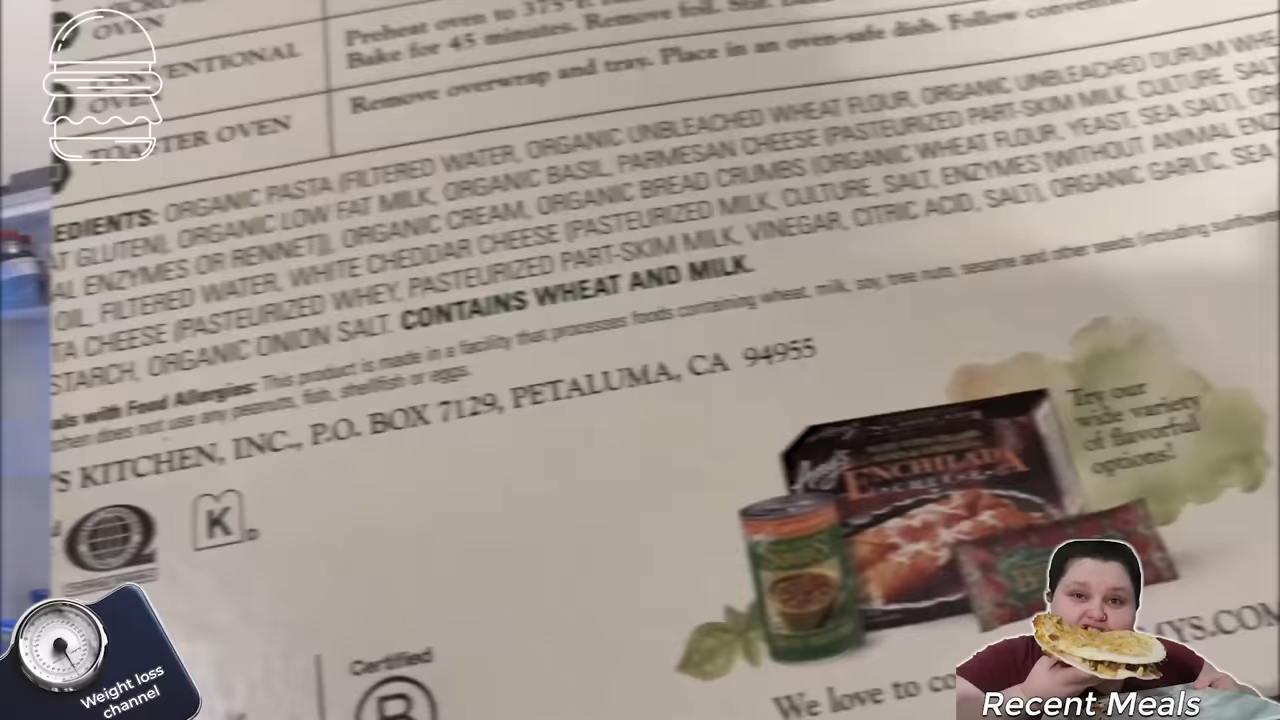 OVEN
Preheat oven to 375°F.
Bake for 45 minutes. Remove foil. Stir.
CONVENTIONAL
OVEN
Remove overwrap and tray. Place in an oven-safe dish. Follow
TOASTER OVEN
EDIENTS: ORGANIC PASTA (FILTERED WATER, ORGANIC UNBLEACHED WHEAT FLOUR, ORGANIC UNBLEACHED DURUM WHE
AT GLUTEN), ORGANIC LOW FAT MILK, ORGANIC BASIL, PARMESAN CHEESE (PASTEURIZED PART-SKIM MILK, CULTURE, SALT
AL ENZYMES OR RENNET]), ORGANIC CREAM, ORGANIC BREAD CRUMBS (ORGANIC WHEAT FLOUR, YEAST, SEA SALT), OR
OIL, FILTERED WATER, WHITE CHEDDAR CHEESE (PASTEURIZED MILK, CULTURE, SALT, ENZYMES [WITHOUT ANIMAL ENZ
TA CHEESE (PASTEURIZED WHEY, PASTEURIZED PART-SKIM MILK, VINEGAR, CITRIC ACID, SALT), ORGANIC GARLIC, SEA
STARCH, ORGANIC ONION SALT. CONTAINS WHEAT AND MILK.
als with Food Allergies: This product is made in a facility that processes foods containing wheat, milk, soy, tree nuts, sesame and other seeds (including sunflowe
chen does not use any peanuts, fish, shellfish or eggs.
'S KITCHEN, INC., P.O. BOX 7129, PETALUMA, CA 94955
K
D
Try our
wide variety
of flavorful
options!
Amy's
ENCHILADA
Certified
B
We love to co
MYS.COM
Weight loss
channel
Recent Meals